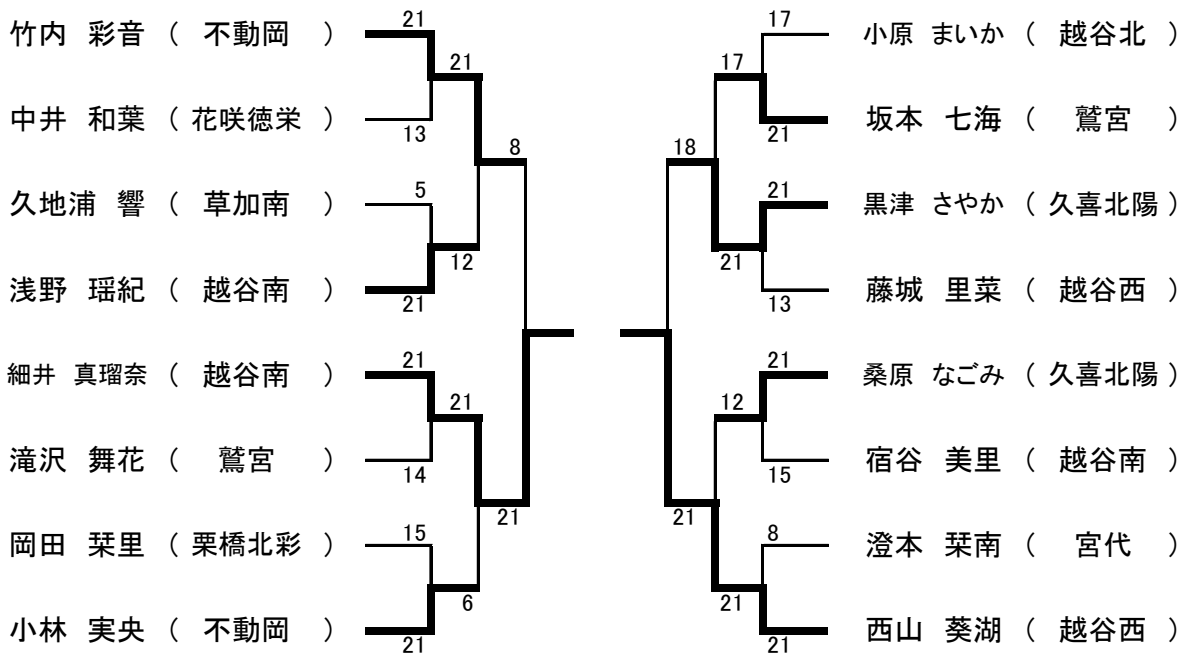 竹内 彩音 ( 不動岡 )
21
中井 和葉 ( 花咲徳栄 )
13
21
久地浦 響 ( 草加南 )
5
浅野 瑶紀 ( 越谷南 )
21
12
8
細井 真瑠奈 ( 越谷南 )
21
滝沢 舞花 ( 鷲宮 )
14
21
岡田 栞里 ( 栗橋北彩 )
15
小林 実央 ( 不動岡 )
21
6
21
17
小原 まいか ( 越谷北 )
17
21
坂本 七海 ( 鷲宮 )
18
21
黒津 さやか ( 久喜北陽 )
21
13
藤城 里菜 ( 越谷西 )
21
桑原 なごみ ( 久喜北陽 )
12
15
宿谷 美里 ( 越谷南 )
21
8
澄本 栞南 ( 宮代 )
21
21
西山 葵湖 ( 越谷西 )